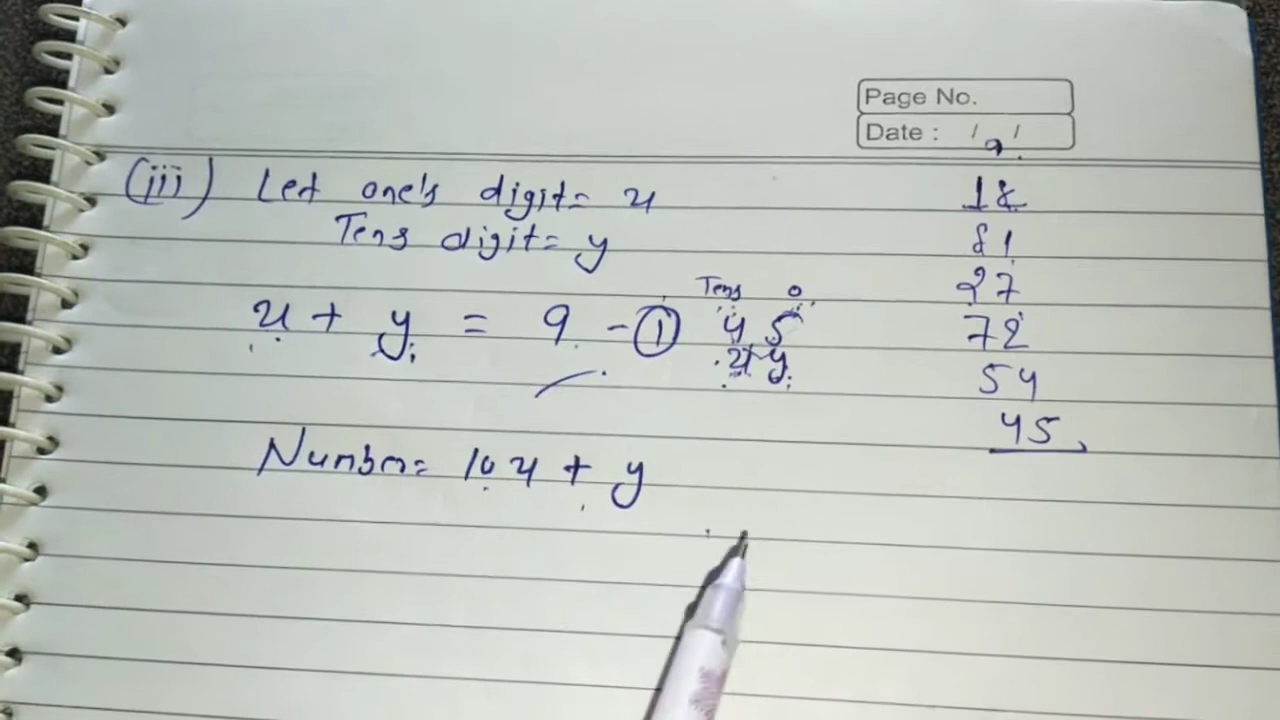 Page No.
Date : / /
9
(iii) Let one's digit = x
Tens digit = y
x + y = 9 - ①
Tens o
4 5
x y
18
81
27
72
54
45
Number = 10x + y